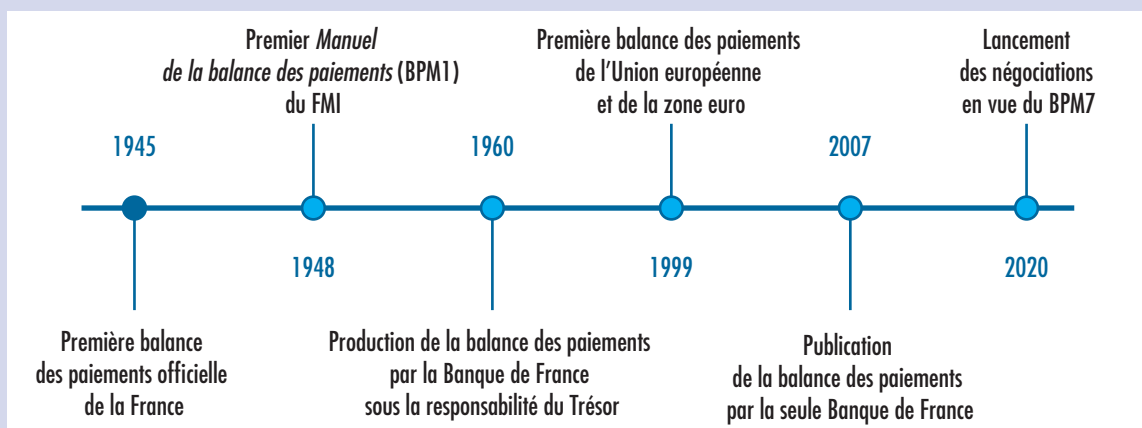 Premier Manuel
de la balance des paiements (BPM1)
du FMI
Première balance des paiements
de l'Union européenne
et de la zone euro
Lancement
des négociations
en vue du BPM7
1945
1960
2007
1948
1999
2020
Première balance
des paiements officielle
de la France
Production de la balance des paiements
par la Banque de France
sous la responsabilité du Trésor
Publication
de la balance des paiements
par la seule Banque de France